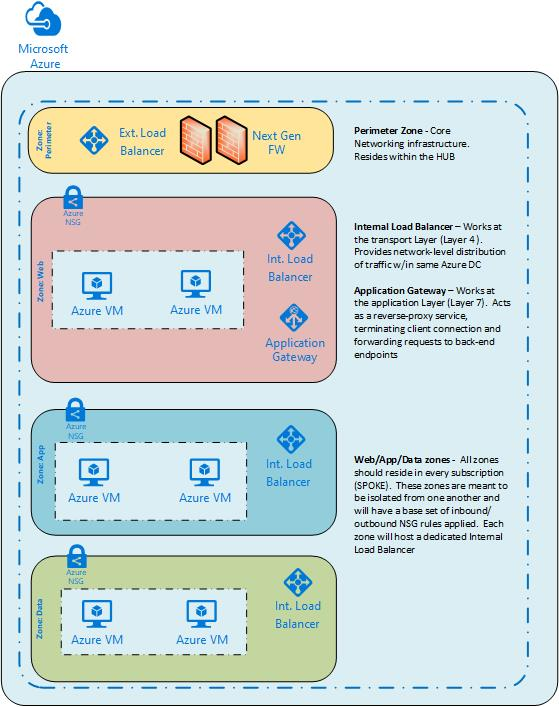 Microsoft
Azure
Zone:
Perimeter
Ext. Load
Balancer
Next Gen
FW
Perimeter Zone - Core
Networking infrastructure.
Resides within the HUB
Azure
NSG
Zone: Web
Azure VM
Azure VM
Int. Load
Balancer
Application
Gateway
Internal Load Balancer – Works at
the transport Layer (Layer 4).
Provides network-level distribution
of traffic w/in same Azure DC
Application Gateway – Works at
the application Layer (Layer 7). Acts
as a reverse-proxy service,
terminating client connection and
forwarding requests to back-end
endpoints
Azure
NSG
Zone: App
Azure VM
Azure VM
Int. Load
Balancer
Web/App/Data zones - All zones
should reside in every subscription
(SPOKE). These zones are meant to
be isolated from one another and
will have a base set of inbound/
outbound NSG rules applied. Each
zone will host a dedicated Internal
Load Balancer
Azure
NSG
Zone: Data
Azure VM
Azure VM
Int. Load
Balancer